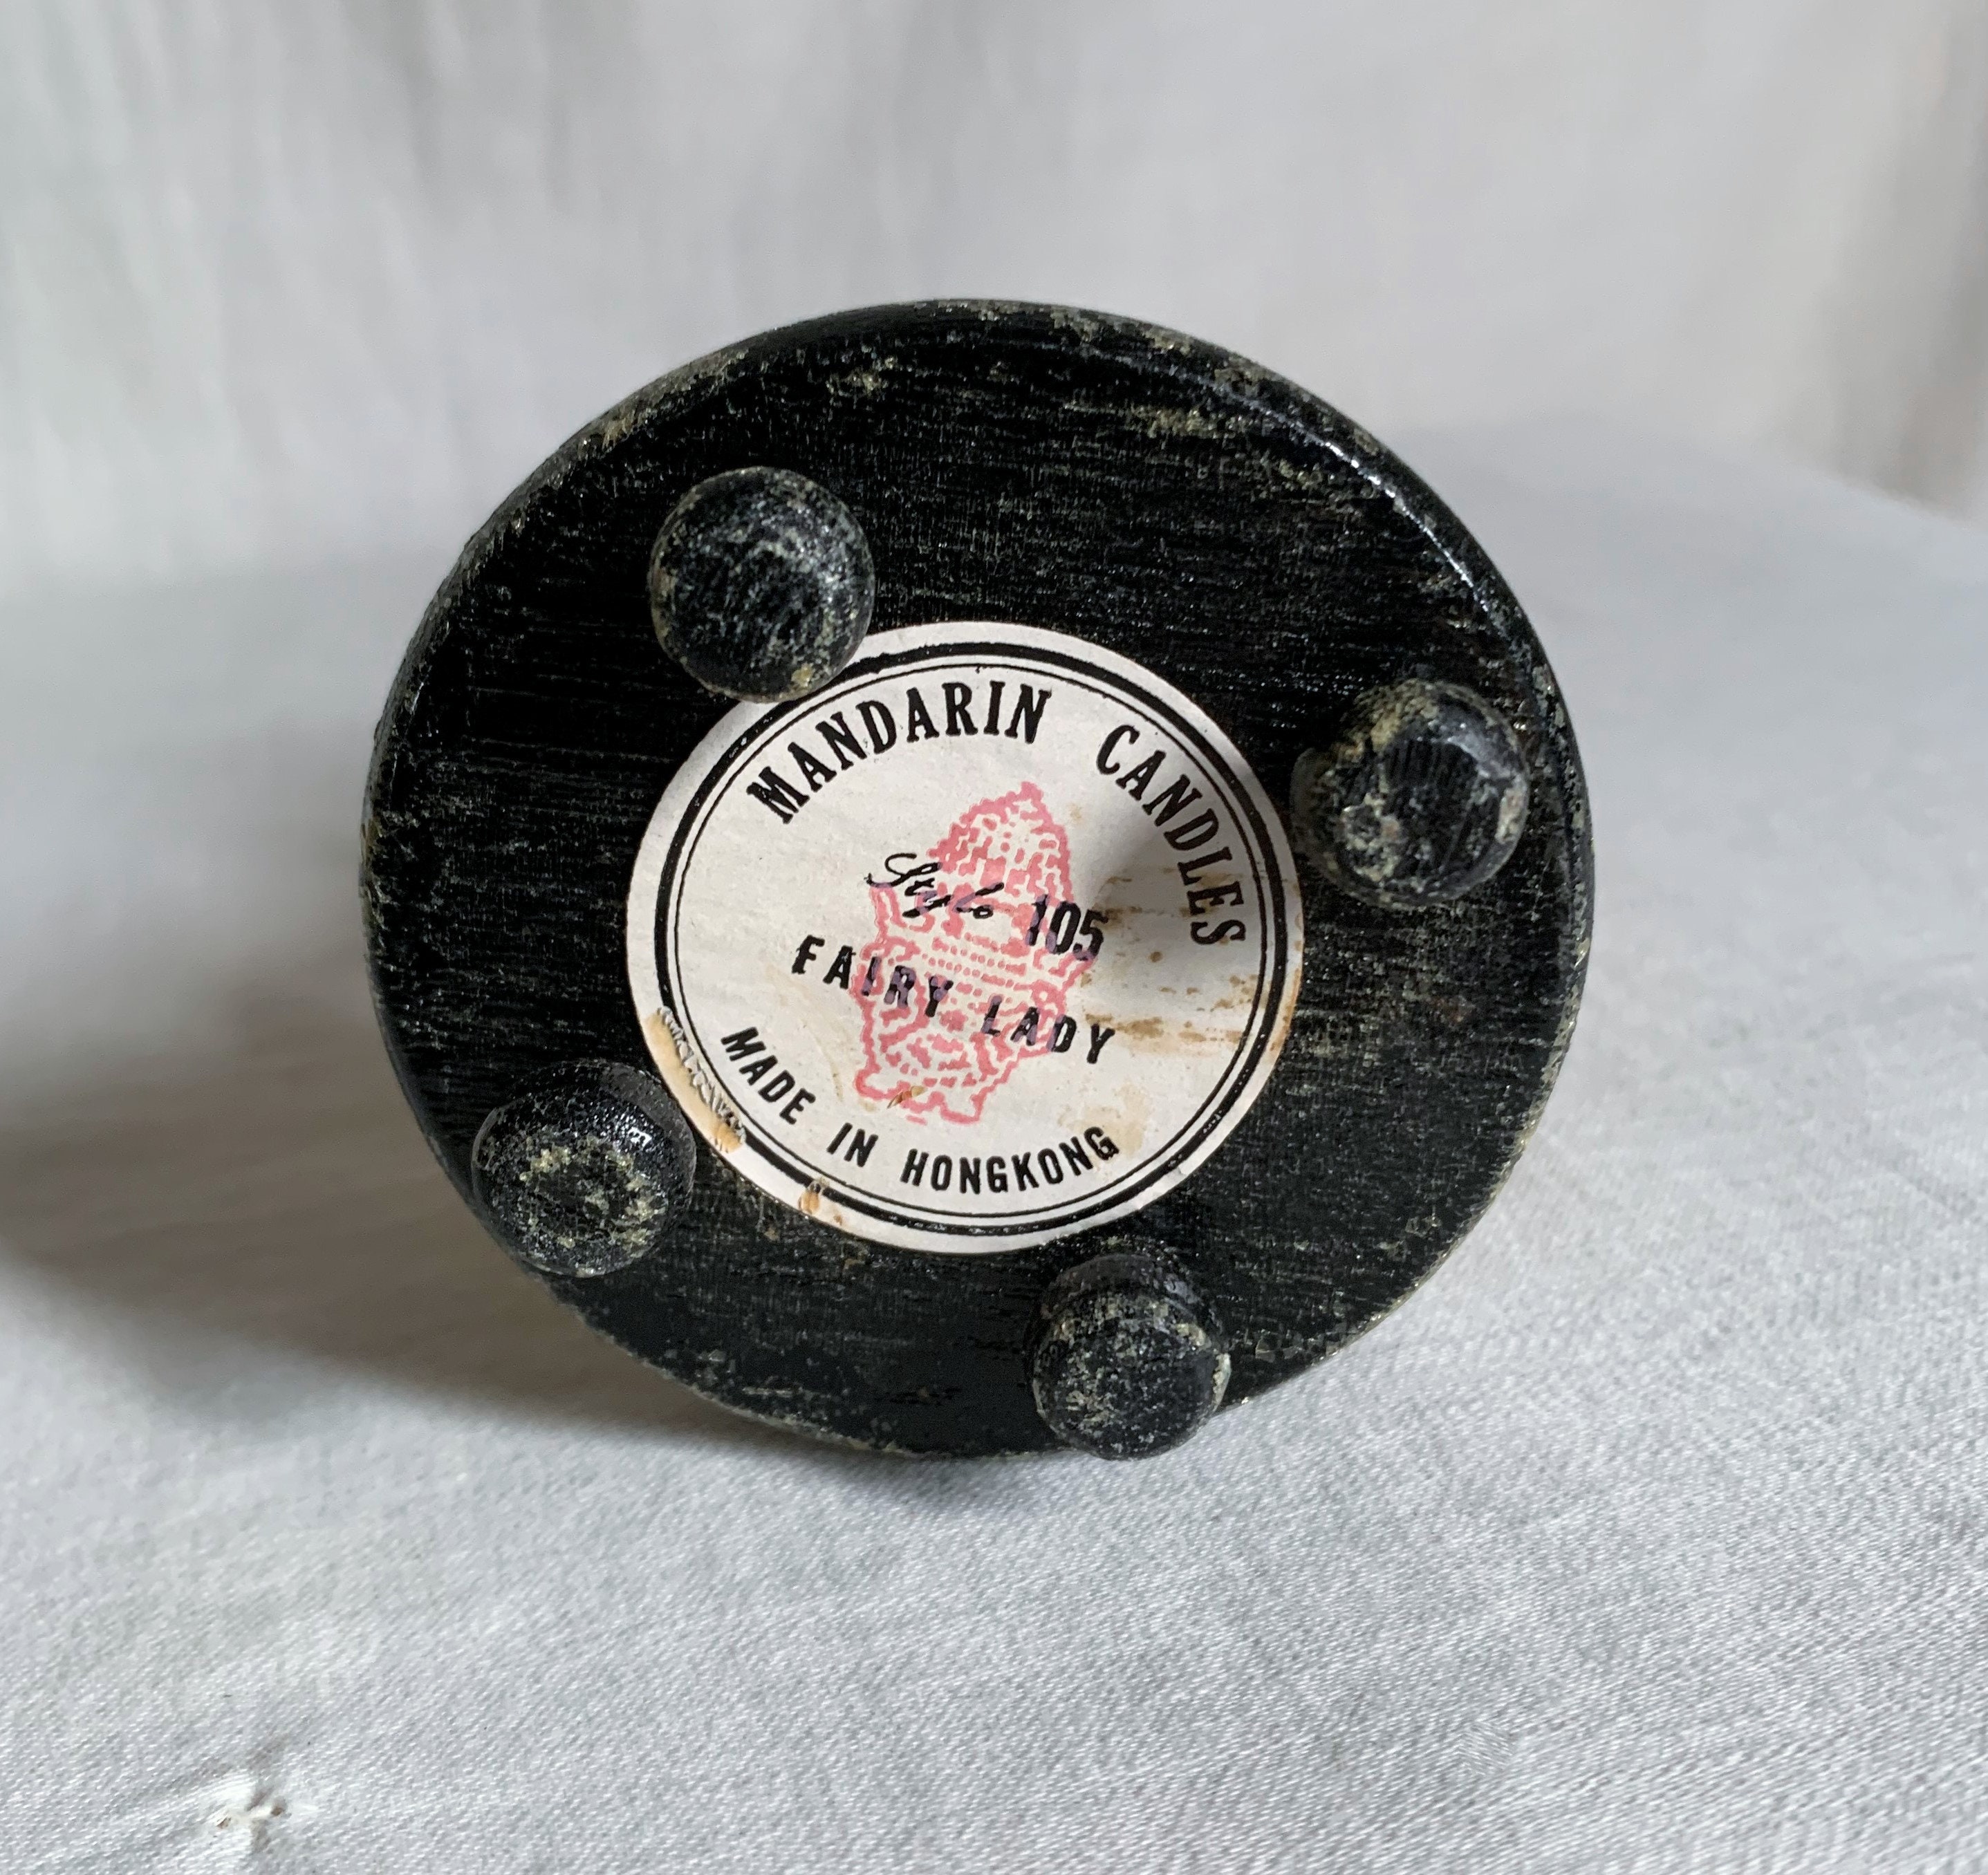 MANDARIN CANDLES
Style 105
FAIRY LADY
MADE IN HONGKONG